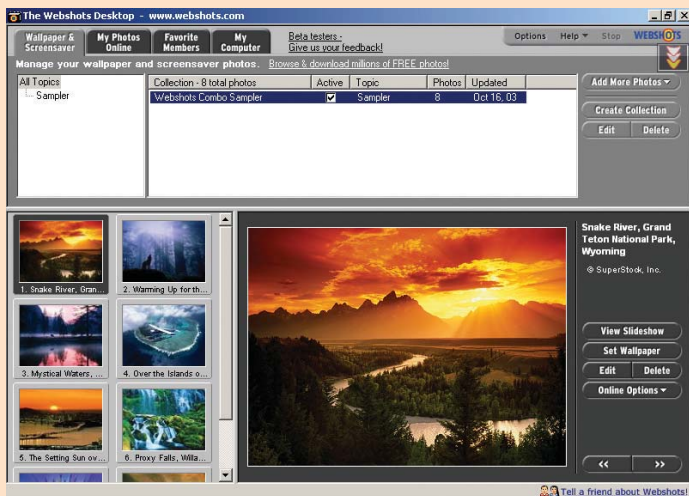 The Webshots Desktop - www.webshots.com
Wallpaper & Screensaver
My Photos Online
Favorite Members
My Computer
Beta testers:-
Give us your feedback!
Options Help Stop WEBSHOTS
Manage your wallpaper and screensaver photos. Browse & download millions of FREE photos!
All Topics
Sampler
Collection - 8 total photos Active Topic Photos Updated
Webshots Combo Sampler Sampler 8 Oct 16, 03
Add More Photos
Create Collection
Edit Delete
1. Snake River, Gran...
2. Warming Up for th...
3. Mystical Waters, ...
4. Over the Islands o...
5. The Setting Sun ov...
6. Proxy Falls, Willa...
Snake River, Grand
Teton National Park,
Wyoming
© SuperStock, Inc.
View Slideshow
Set Wallpaper
Edit Delete
Online Options
<< >>
Tell a friend about Webshots!